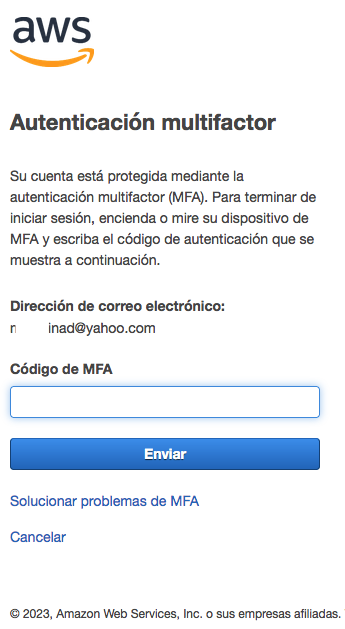 aws
Autenticación multifactor
Su cuenta está protegida mediante la
autenticación multifactor (MFA). Para terminar de
iniciar sesión, encienda o mire su dispositivo de
MFA y escriba el código de autenticación que se
muestra a continuación.
Dirección de correo electrónico:
inad@yahoo.com
Código de MFA
Enviar
Solucionar problemas de MFA
Cancelar
© 2023, Amazon Web Services, Inc. o sus empresas afiliadas.